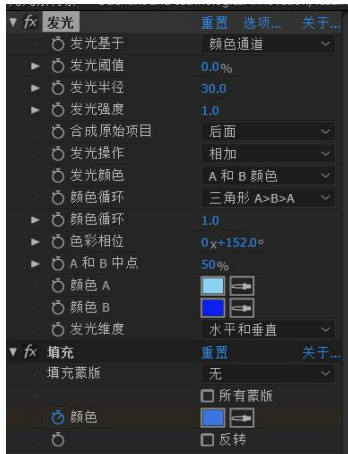 fx 发光 重置 选项... 关于...
发光基于 颜色通道
发光阈值 0.0%
发光半径 30.0
发光强度 1.0
合成原始项目 后面
发光操作 相加
发光颜色 A 和 B 颜色
颜色循环 三角形 A>B>A
颜色循环 1.0
色彩相位 0x+152.0°
A 和 B 中点 50%
颜色 A
颜色 B
发光维度 水平和垂直
fx 填充 重置 关于...
填充蒙版 无
所有蒙版
颜色
反转